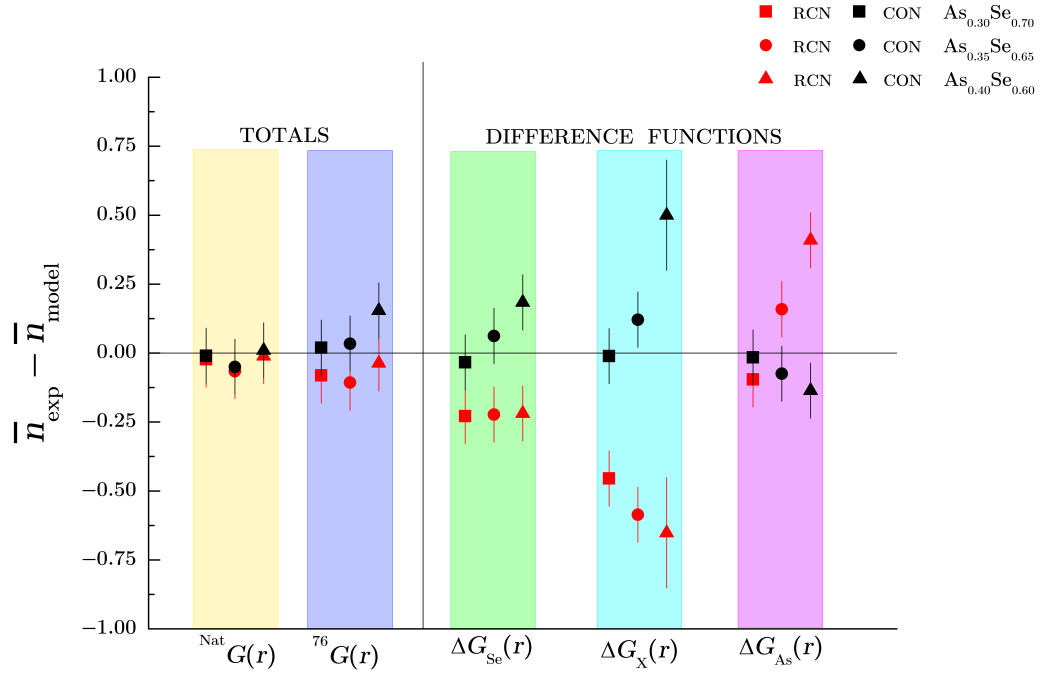 RCN CON As0.30Se0.70
RCN CON As0.35Se0.65
RCN CON As0.40Se0.60
1.00
TOTALS
DIFFERENCE FUNCTIONS
0.75
0.50
0.25
0.00
−0.25
−0.50
−0.75
−1.00
n̅exp − n̅model
NatG(r)
76G(r)
ΔGSe(r)
ΔGX(r)
ΔGAs(r)